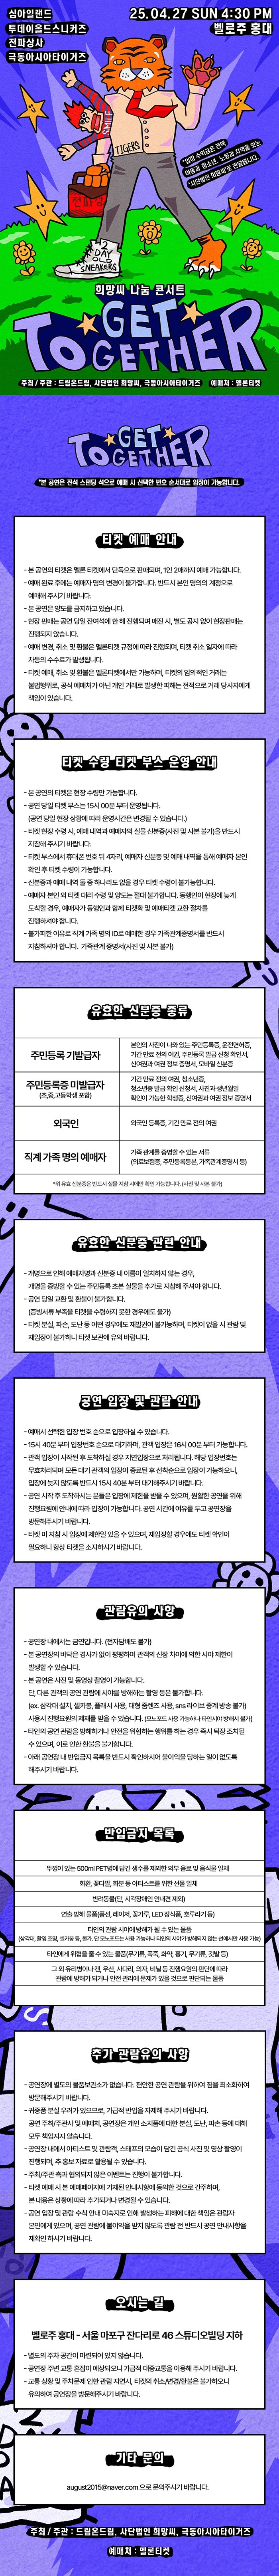 심아일랜드
투데이올드스니커즈
전파상사
극동아시아타이거즈
25.04.27 SUN 4:30 PM
벨로주 홍대
TIGERS
전파상
TODAY
OLD
SNEAKERS
*입장 수익금은 전액
아동과 청소년, 노동과 지역을 잇는
'사단법인 희망씨'로 전달됩니다.
희망씨 나눔 콘서트
GET
TOGETHER
주최 / 주관 : 드림온드림, 사단법인 희망씨, 극동아시아타이거즈 예매처 : 멜론티켓
GET
TOGETHER
*본 공연은 전석 스탠딩 석으로 예매 시 선택한 번호 순서대로 입장이 가능합니다.
티켓 예매 안내
- 본 공연의 티켓은 멜론 티켓에서 단독으로 판매되며, 1인 2매까지 예매 가능합니다.
- 예매 완료 후에는 예매자 명의 변경이 불가합니다. 반드시 본인 명의의 계정으로
예매해 주시기 바랍니다.
- 본 공연은 양도를 금지하고 있습니다.
- 현장 판매는 공연 당일 잔여석에 한 해 진행되며 매진 시, 별도 공지 없이 현장판매는
진행되지 않습니다.
- 예매 변경, 취소 및 환불은 멜론티켓 규정에 따라 진행되며, 티켓 취소 일자에 따라
차등의 수수료가 발생됩니다.
- 티켓 예매, 취소 및 환불은 멜론티켓에서만 가능하며, 티켓의 임의적인 거래는
불법행위로, 공식 예매처가 아닌 개인 거래로 발생한 피해는 전적으로 거래 당사자에게
책임이 있습니다.
티켓 수령 티켓 부스 운영 안내
- 본 공연의 티켓은 현장 수령만 가능합니다.
- 공연 당일 티켓 부스는 15시 00분 부터 운영됩니다.
(공연 당일 현장 상황에 따라 운영시간은 변경될 수 있습니다.)
- 티켓 현장 수령 시, 예매 내역과 예매자의 실물 신분증(사진 및 사본 불가)을 반드시
지참해 주시기 바랍니다.
- 티켓 부스에서 휴대폰 번호 뒤 4자리, 예매자 신분증 및 예매 내역을 통해 예매자 본인
확인 후 티켓 수령이 가능합니다.
- 신분증과 예매 내역 둘 중 하나라도 없을 경우 티켓 수령이 불가능합니다.
- 예매자 본인 외 티켓 대리 수령 및 양도는 절대 불가합니다. 동행인이 현장에 늦게
도착할 경우, 예매자가 동행인과 함께 티켓확 및 예매티켓 교환 절차를
진행하셔야 합니다.
- 불가피한 이유로 직계 가족 명의 ID로 예매한 경우 가족관계증명서를 반드시
지참하셔야 합니다. 가족관계 증명서(사진 및 사본 불가)
유효한 신분증 종류
주민등록 기발급자
본인의 사진이 나와 있는 주민등록증, 운전면허증,
기간 만료 전의 여권, 주민등록 발급 신청 확인서,
신여권과 여권 정보 증명서, 모바일 신분증
주민등록증 미발급자
(초,중,고등학생 포함)
기간 만료 전의 여권, 청소년증,
청소년증 발급 확인 신청서, 사진과 생년월일
확인이 가능한 학생증, 신여권과 여권 정보 증명서
외국인
외국인 등록증, 기간 만료 전의 여권
직계 가족 명의 예매자
가족 관계를 증명할 수 있는 서류
(의료보험증, 주민등록등본, 가족관계증명서 등)
*위 유효 신분증은 반드시 실물 지참 시에만 확인 가능합니다. (사진 및 사본 불가)
유효한 신분증 관련 안내
- 개명으로 인해 예매자명과 신분증 내 이름이 일치하지 않는 경우,
개명을 증빙할 수 있는 주민등록 초본 실물을 추가로 지참해 주셔야 합니다.
- 공연 당일 교환 및 환불이 불가합니다.
(증빙서류 부족을 티켓을 수령하지 못한 경우에도 불가)
- 티켓 분실, 파손, 도난 등 어떤 경우에도 재발권이 불가능하며, 티켓이 없을 시 관람 및
재입장이 불가하니 티켓 보관에 유의 바랍니다.
공연 입장 및 관람 안내
- 예매시 선택한 입장 번호 순으로 입장하실 수 있습니다.
- 15시 40분 부터 입장번호 순으로 대기하며, 관객 입장은 16시 00분 부터 가능합니다.
- 관객 입장이 시작된 후 도착하실 경우 지연입장으로 처리됩니다. 해당 입장번호는
무효처리되며 모든 대기 관객의 입장이 종료된 후 선착순으로 입장이 가능하오니,
입장에 늦지 않도록 반드시 15시 40분 부터 대기해주시기 바랍니다.
- 공연 시작 후 도착하시는 분들은 입장에 제한을 받을 수 있으며, 원활한 공연을 위해
진행요원에 안내에 따라 입장이 가능합니다. 공연 시간에 여유를 두고 공연장을
방문해주시기 바랍니다.
- 티켓 미 지참 시 입장에 제한일 있을 수 있으며, 재입장할 경우에도 티켓 확인이
필요하니 항상 티켓을 소지하시기 바랍니다.
관람유의 사항
- 공연장 내에서는 금연입니다. (전자담배도 불가)
- 본 공연장의 바닥은 경사가 없이 평평하여 관객의 신장 차이에 의한 시야 제한이
발생할 수 있습니다.
- 본 공연은 사진 및 동영상 촬영이 가능합니다.
단, 다른 관객의 공연 관람에 시야를 방해하는 촬영 등은 불가합니다.
(ex. 삼각대 설치, 셀카봉, 플래시 사용, 대형 줌렌즈 사용, sns 라이브 중계 방송 불가)
사용시 진행요원의 제재를 받을 수 있습니다. (모노포드 사용 가능하나 타인시야 방해시 불가)
- 타인의 공연 관람을 방해하거나 안전을 위협하는 행위를 하는 경우 즉시 퇴장 조치될
수 있으며, 이로 인한 환불을 불가합니다.
- 아래 공연장 내 반입금지 목록을 반드시 확인하시어 불이익을 당하는 일이 없도록
해주시기 바랍니다.
반입금지 목록
뚜껑이 있는 500ml PET병에 담긴 생수를 제외한 외부 음료 및 음식물 일체
화환, 꽃다발, 화분 등 아티스트를 위한 선물 일체
반려동물(단, 시각장애인 안내견 제외)
연출 방해 물품(풍선, 레이저, 꽃가루, LED 장식품, 호루라기 등)
타인의 관람 시야에 방해가 될 수 있는 물품
(삼각대, 촬영 조명, 셀카봉 등, 불가. 단 모노포드는 사용 가능하나 타인의 시야가 방해되지 않는 선에서만 사용 가능)
타인에게 위협을 줄 수 있는 물품(무기류, 폭죽, 화약, 흉기, 무기류, 깃발 등)
그 외 유리병이나 캔, 우산, 사다리, 의자, 비닐 등 진행요원의 판단에 따라
관람에 방해가 되거나 안전 관리에 문제가 있을 것으로 판단되는 물품
추가 관람유의 사항
- 공연장에 별도의 물품보관소가 없습니다. 편안한 공연 관람을 위하여 짐을 최소화하여
방문해주시기 바랍니다.
- 귀중품 분실 우려가 있으므로, 가급적 반입을 자제해 주시기 바랍니다.
공연 주최/주관사 및 예매처, 공연장은 개인 소지품에 대한 분실, 도난, 파손 등에 대해
모두 책임지지 않습니다.
- 공연장 내에서 아티스트 및 관람객, 스태프의 모습이 담긴 공식 사진 및 영상 촬영이
진행되며, 추 홍보 자료로 활용될 수 있습니다.
- 주최/주관 측과 협의되지 않은 이벤트는 진행이 불가합니다.
- 티켓 예매 시 본 예매페이지에 기재된 안내사항에 동의한 것으로 간주하며,
본 내용은 상황에 따라 추가되거나 변경될 수 있습니다.
- 공연 입장 및 관람 수칙 안내 미숙지로 인해 발생하는 피해에 대한 책임은 관람자
본인에게 있으며, 공연 관람에 불이익을 받지 않도록 관람 전 반드시 공연 안내사항을
재확인 하시기 바랍니다.
오시는 길
벨로주 홍대 - 서울 마포구 잔다리로 46 스튜디오빌딩 지하
- 별도의 주차 공간이 마련되어 있지 않습니다.
- 공연장 주변 교통 혼잡이 예상되오니 가급적 대중교통을 이용해 주시기 바랍니다.
- 교통 상황 및 주차문제 인한 관람 지연시, 티켓의 취소/변경/환불은 불가하오니
유의하여 공연장을 방문해주시기 바랍니다.
기타 문의
august2015@naver.com 으로 문의주시기 바랍니다.
주최 / 주관 : 드림온드림, 사단법인 희망씨, 극동아시아타이거즈
예매처 : 멜론티켓